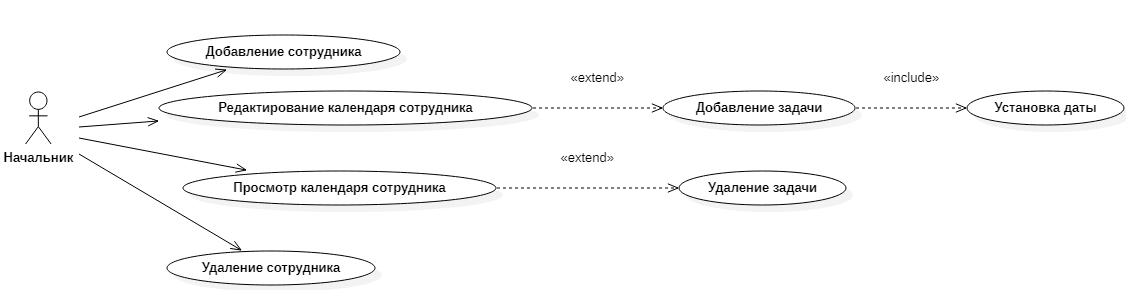 Добавление сотрудника
«extend»
«include»
Редактирование календаря сотрудника
Добавление задачи
Установка даты
Начальник
«extend»
Просмотр календаря сотрудника
Удаление задачи
Удаление сотрудника